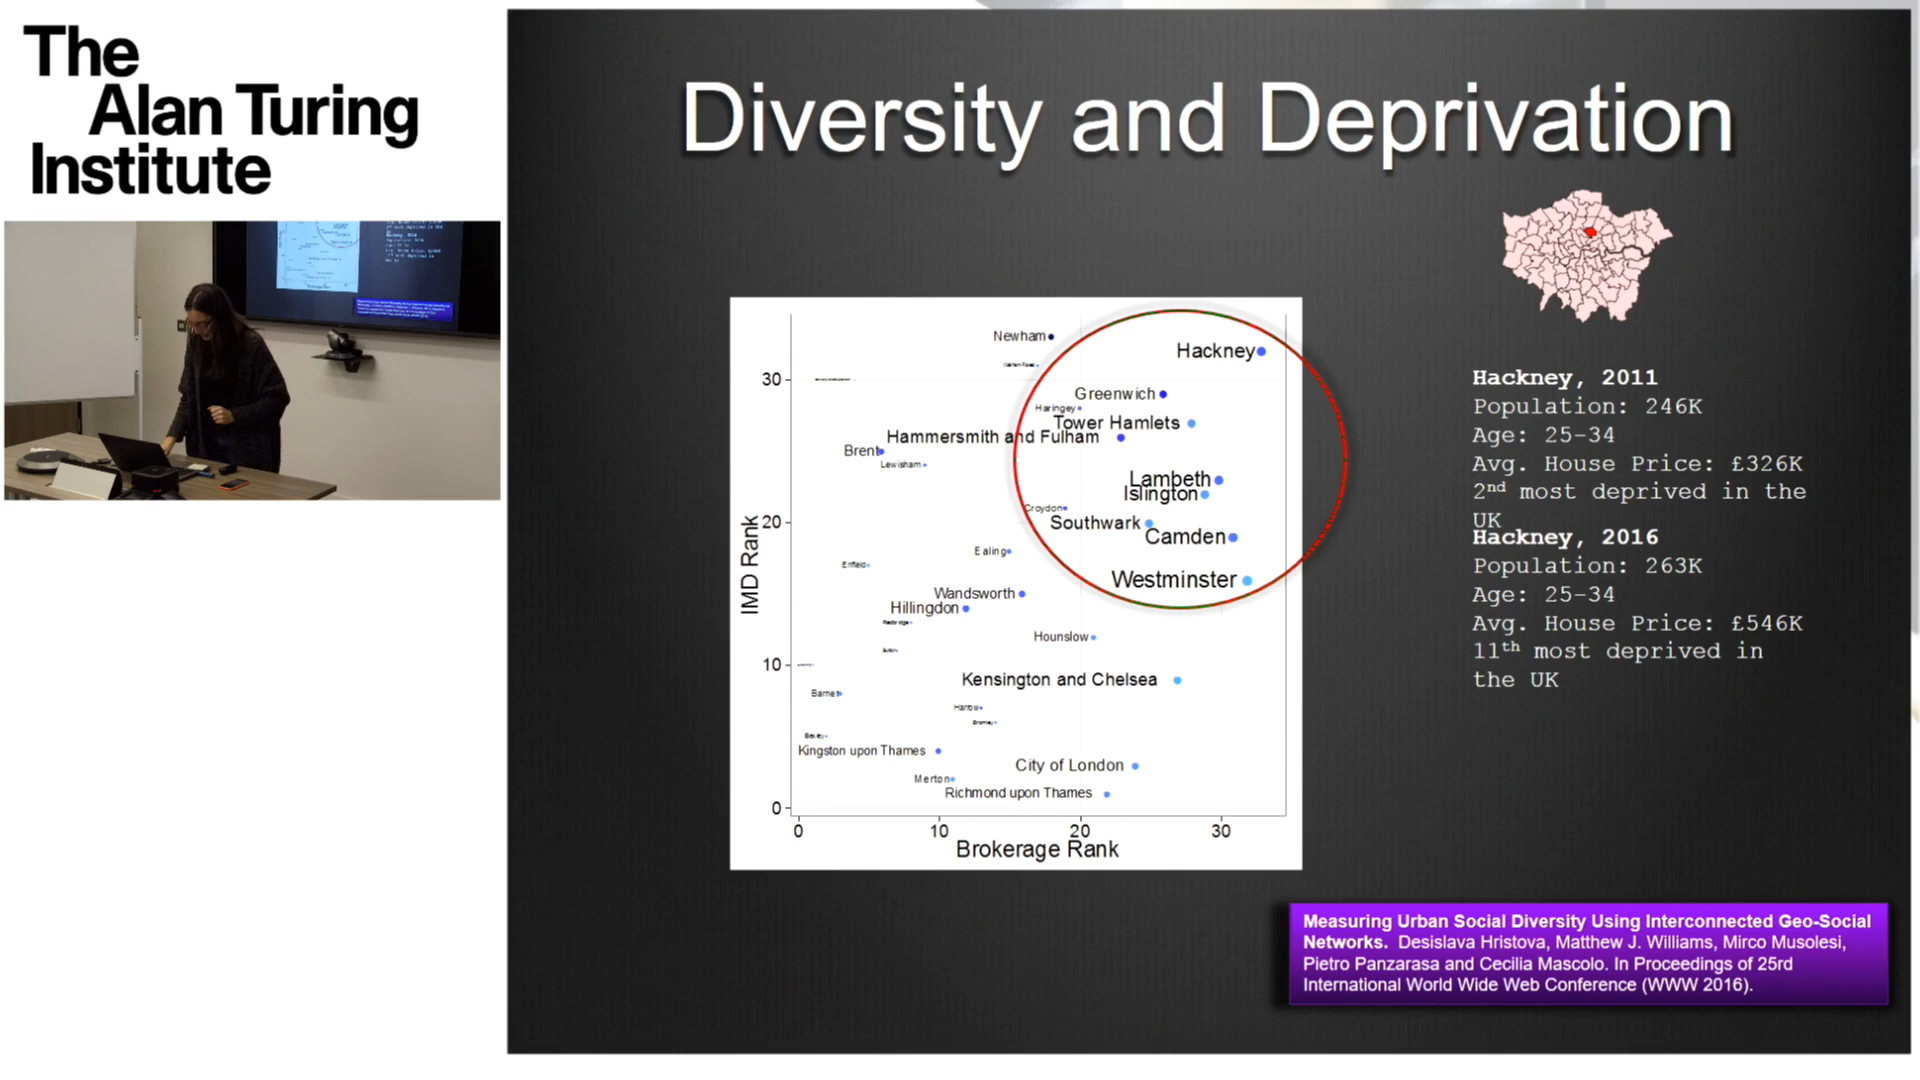 The
Alan Turing
Institute
Diversity and Deprivation
Newham
Hackney
30
Greenwich
Haringey
Tower Hamlets
Hammersmith and Fulham
Brent
Lewisham
Lambeth
Islington
Croydon
20
Southwark
Camden
Ealing
Enfield
Westminster
Wandsworth
Hillingdon
Redbridge
Hounslow
10
Kensington and Chelsea
Barnet
Harrow
Bromley
Kingston upon Thames
City of London
Merton
Richmond upon Thames
0
IMD Rank
0 10 20 30
Brokerage Rank
Hackney, 2011
Population: 246K
Age: 25-34
Avg. House Price: £326K
2nd most deprived in the
UK
Hackney, 2016
Population: 263K
Age: 25-34
Avg. House Price: £546K
11th most deprived in
the UK
Measuring Urban Social Diversity Using Interconnected Geo-Social
Networks. Desislava Hristova, Matthew J. Williams, Mirco Musolesi,
Pietro Panzarasa and Cecilia Mascolo. In Proceedings of 25rd
International World Wide Web Conference (WWW 2016).